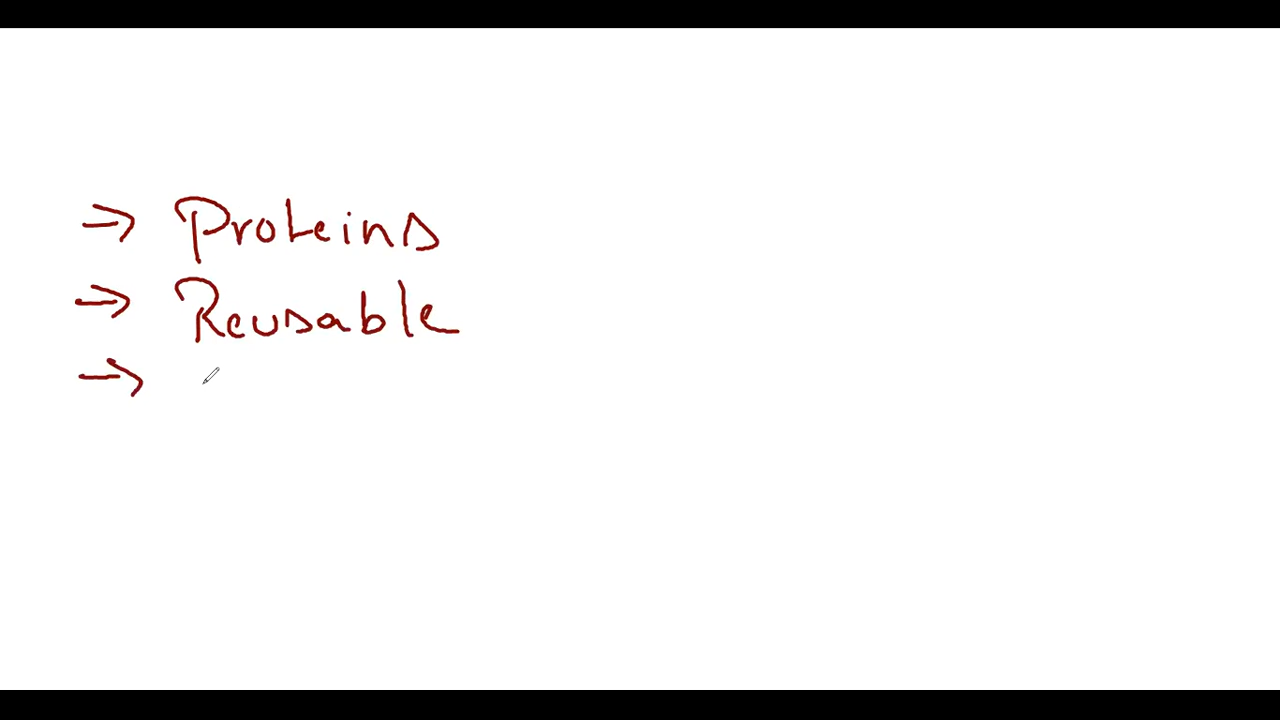 → Proteins
→ Reusable
→